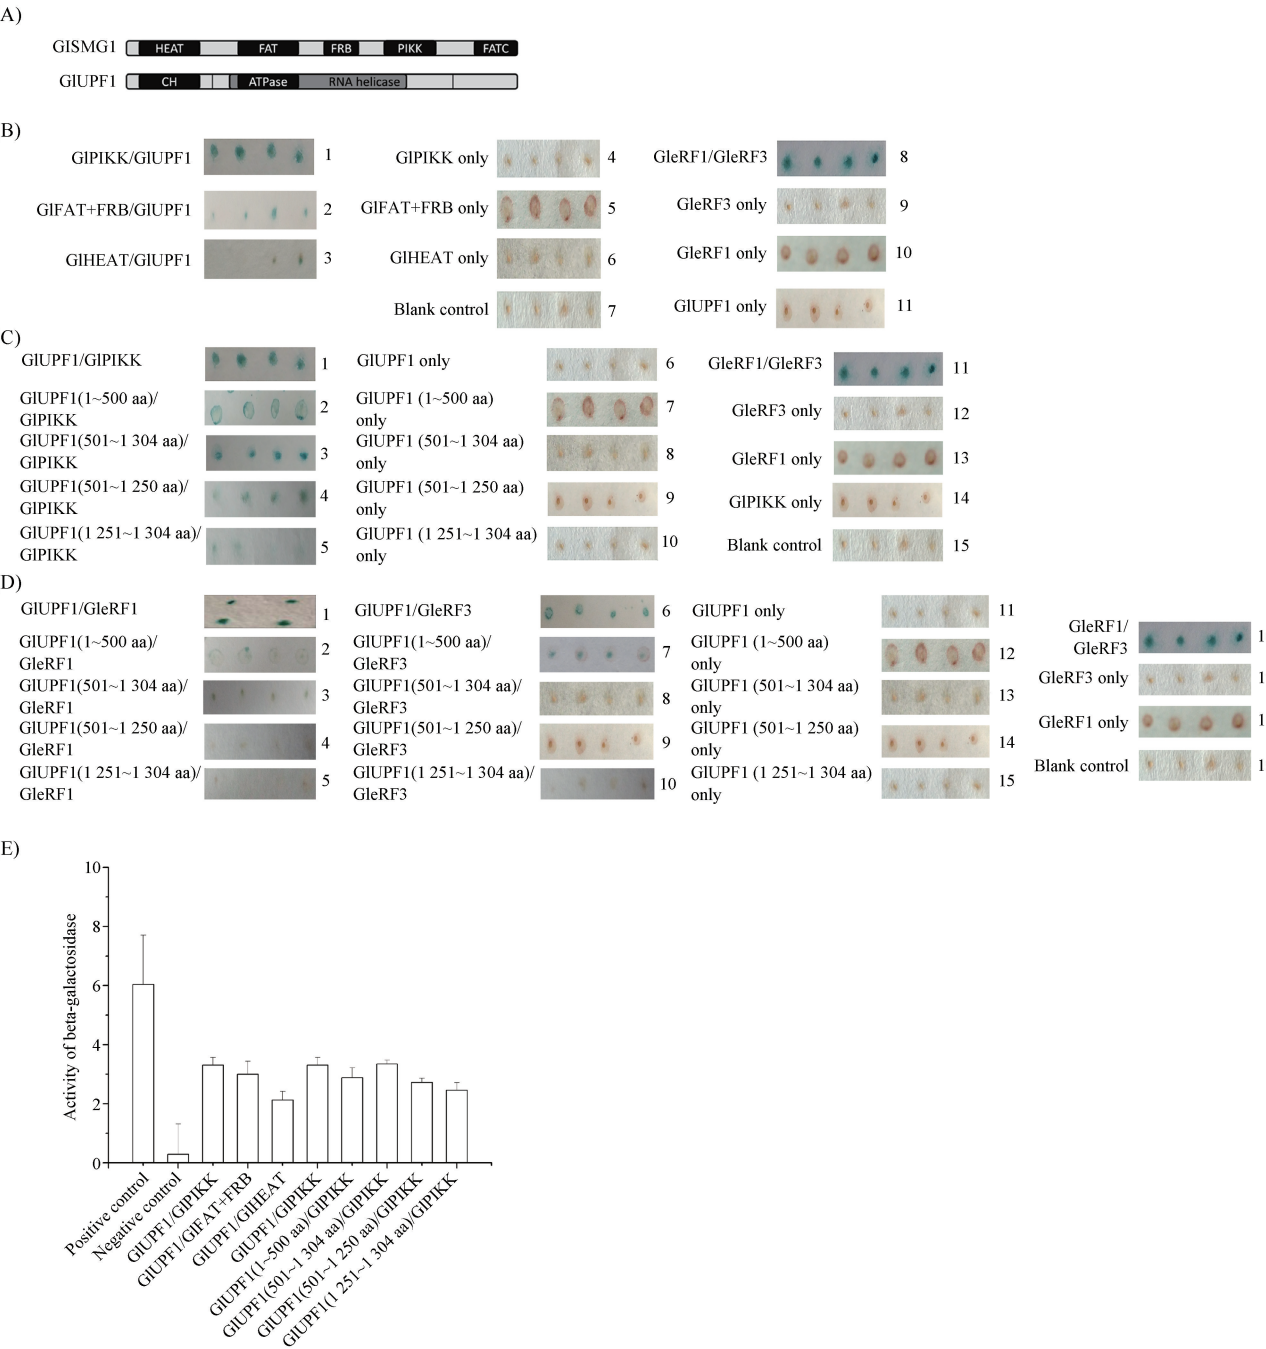 A)
GlSMG1 HEAT FAT FRB PIKK FATC
GlUPF1 CH ATPase RNA helicase
B)
GlPIKK/GlUPF1 1
GlFAT+FRB/GlUPF1 2
GlHEAT/GlUPF1 3
GlPIKK only 4
GlFAT+FRB only 5
GlHEAT only 6
Blank control 7
GleRF1/GleRF3 8
GleRF3 only 9
GleRF1 only 10
GlUPF1 only 11
C)
GlUPF1/GlPIKK 1
GlUPF1(1~500 aa)/
GlPIKK 2
GlUPF1(501~1 304 aa)/
GlPIKK 3
GlUPF1(501~1 250 aa)/
GlPIKK 4
GlUPF1(1 251~1 304 aa)/
GlPIKK 5
GlUPF1 only 6
GlUPF1 (1~500 aa)
only 7
GlUPF1 (501~1 304 aa)
only 8
GlUPF1 (501~1 250 aa)
only 9
GlUPF1 (1 251~1 304 aa)
only 10
GleRF1/GleRF3 11
GleRF3 only 12
GleRF1 only 13
GlPIKK only 14
Blank control 15
D)
GlUPF1/GleRF1 1
GlUPF1(1~500 aa)/
GleRF1 2
GlUPF1(501~1 304 aa)/
GleRF1 3
GlUPF1(501~1 250 aa)/
GleRF1 4
GlUPF1(1 251~1 304 aa)/
GleRF1 5
GlUPF1/GleRF3 6
GlUPF1(1~500 aa)/
GleRF3 7
GlUPF1(501~1 304 aa)/
GleRF3 8
GlUPF1(501~1 250 aa)/
GleRF3 9
GlUPF1(1 251~1 304 aa)/
GleRF3 10
GlUPF1 only 11
GlUPF1 (1~500 aa)
only 12
GlUPF1 (501~1 304 aa)
only 13
GlUPF1 (501~1 250 aa)
only 14
GlUPF1 (1 251~1 304 aa)
only 15
GleRF1/
GleRF3 1
GleRF3 only 1
GleRF1 only 1
Blank control 1
E)
Activity of beta-galactosidase
10
8
6
4
2
0
Positive control
Negative control
GlUPF1/GlPIKK
GlUPF1/GlFAT+FRB
GlUPF1/GlHEAT
GlUPF1/GlPIKK
GlUPF1(1~500 aa)/GlPIKK
GlUPF1(501~1 304 aa)/GlPIKK
GlUPF1(501~1 250 aa)/GlPIKK
GlUPF1(1 251~1 304 aa)/GlPIKK